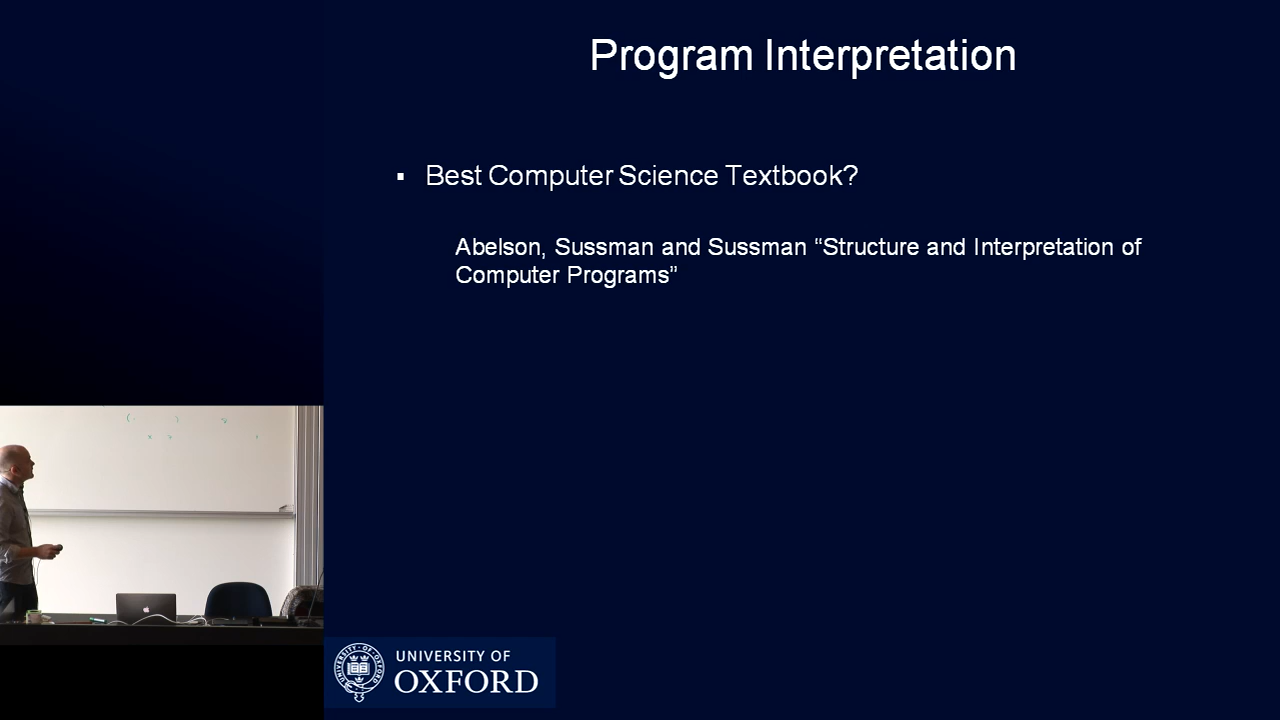 Program Interpretation
▪ Best Computer Science Textbook?
Abelson, Sussman and Sussman “Structure and Interpretation of
Computer Programs”
UNIVERSITY OF
OXFORD